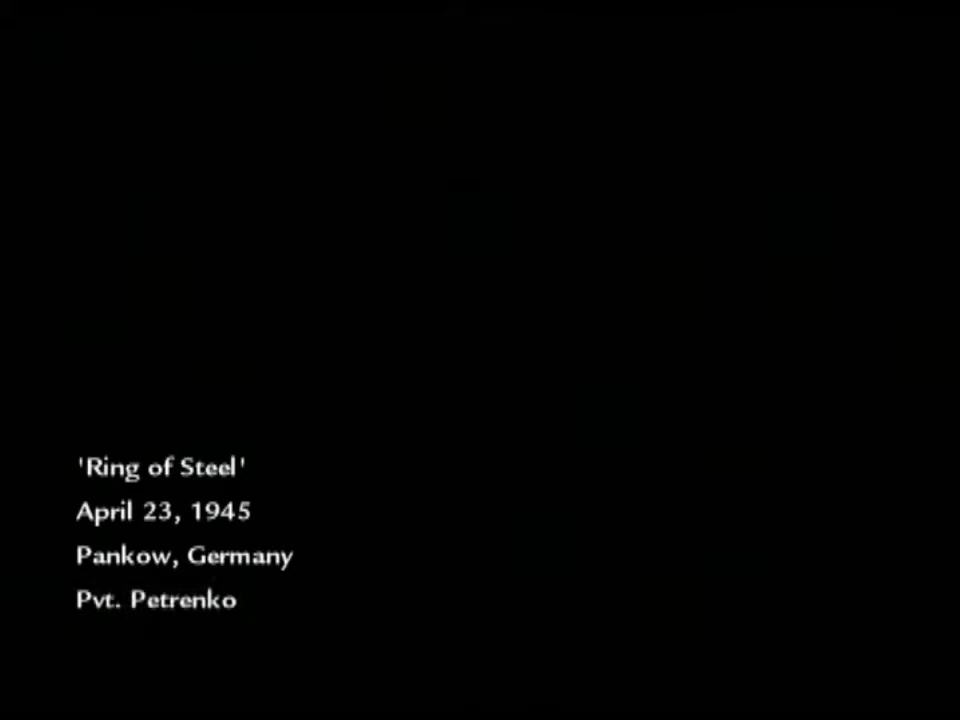 'Ring of Steel'
April 23, 1945
Pankow, Germany
Pvt. Petrenko